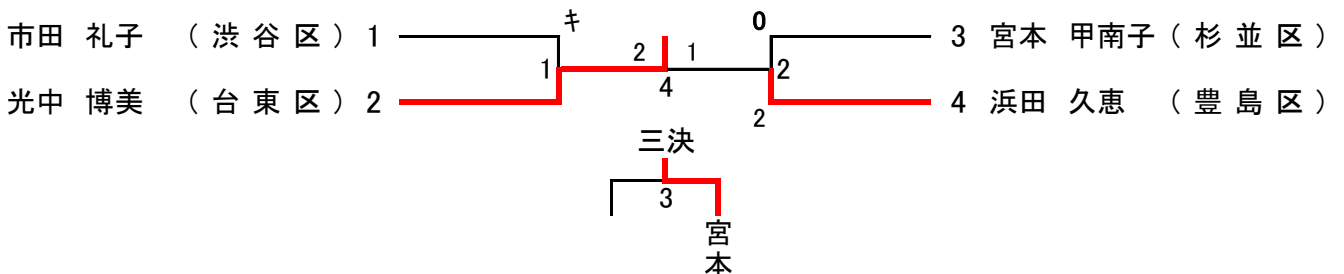 キ 0
市田 礼子 (渋谷区) 1 3 宮本 甲南子 (杉並区)
2 1
1 4 2
光中 博美 (台東区) 2 4 浜田 久恵 (豊島区)
2
三決
3
宮本